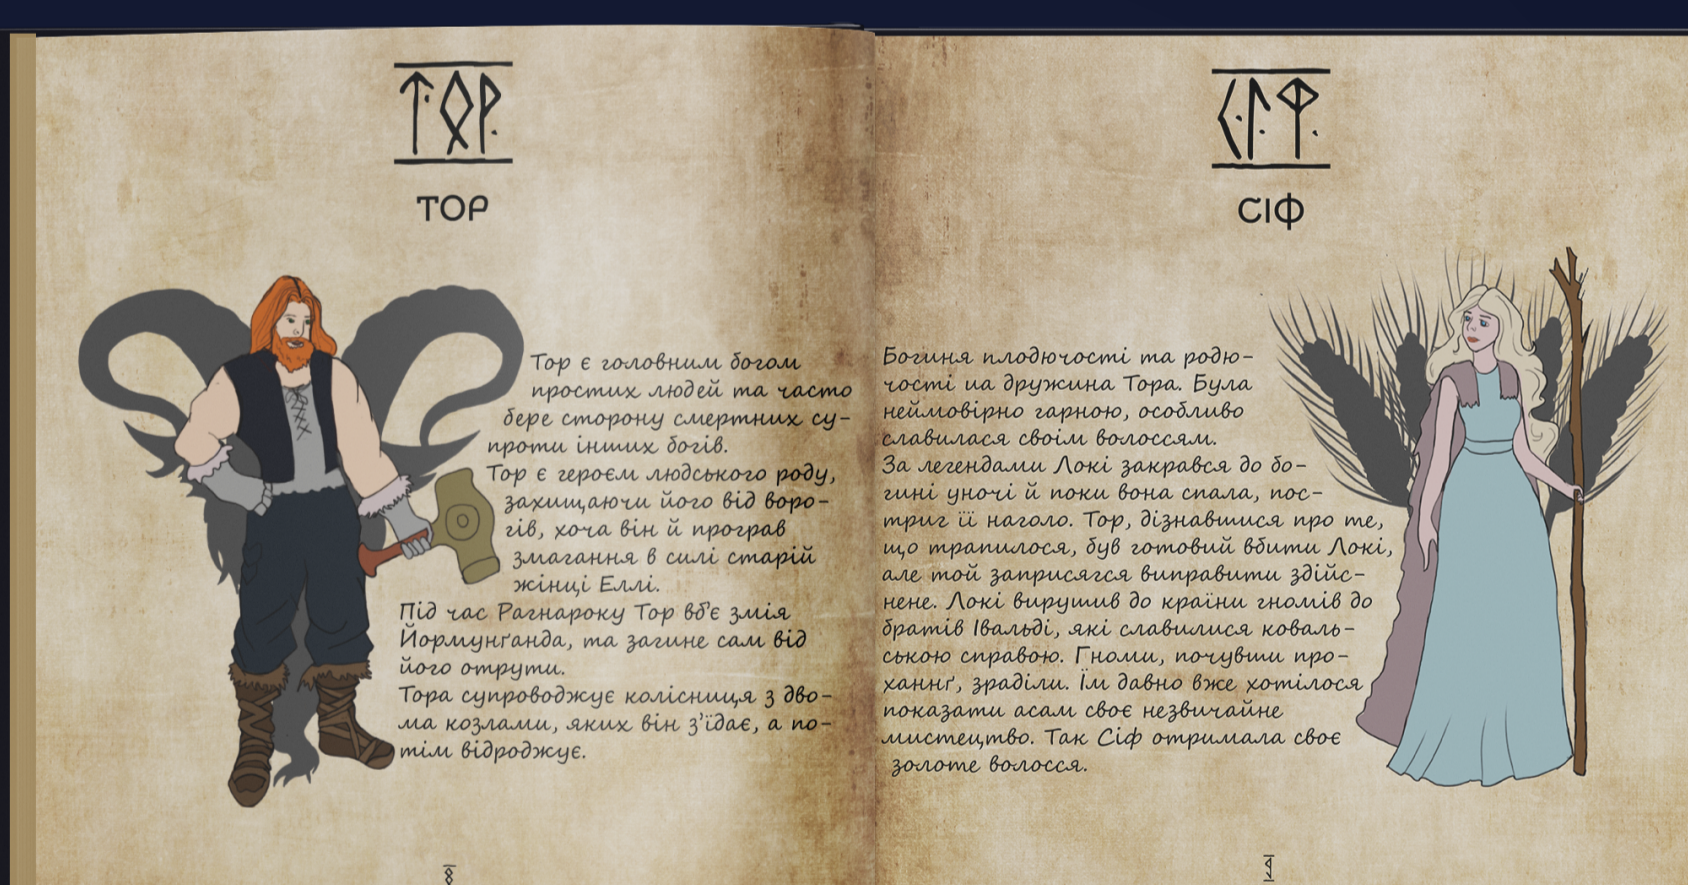 ТОР
ТОР
Тор є головним богом
простих людей та часто
бере сторону смертних су-
проти інших богів.
Тор є героєм людського роду,
захищаючи його від воро-
гів, хоча він й програв
змагання в силі старій
жінці Еллі.
Під час Рагнароку Тор вб'є змія
Йормунґанда, та загине сам від
його отрути.
Тора супроводжує колісниця з дво-
ма козлами, яких він з'їдає, а по-
тім відроджує.
СІФ
СІФ
Богиня плодючості та родю-
чості иа дружина Тора. Була
неймовірно гарною, особливо
славилася своїм волоссям.
За легендами Локі закрався до бо-
гині уночі й поки вона спала, пос-
триг її наголо. Тор, дізнавшися про те,
що трапилося, був готовий вбити Локі,
але той заприсягся виправити здійс-
нене. Локі вирушив до країни гномів до
братів Івальді, які славилися коваль-
ською справою. Гноми, почувши про-
ханнґ, зраділи. Їм давно вже хотілося
показати асам своє незвичайне
мистецтво. Так Сіф отримала своє
золоте волосся.